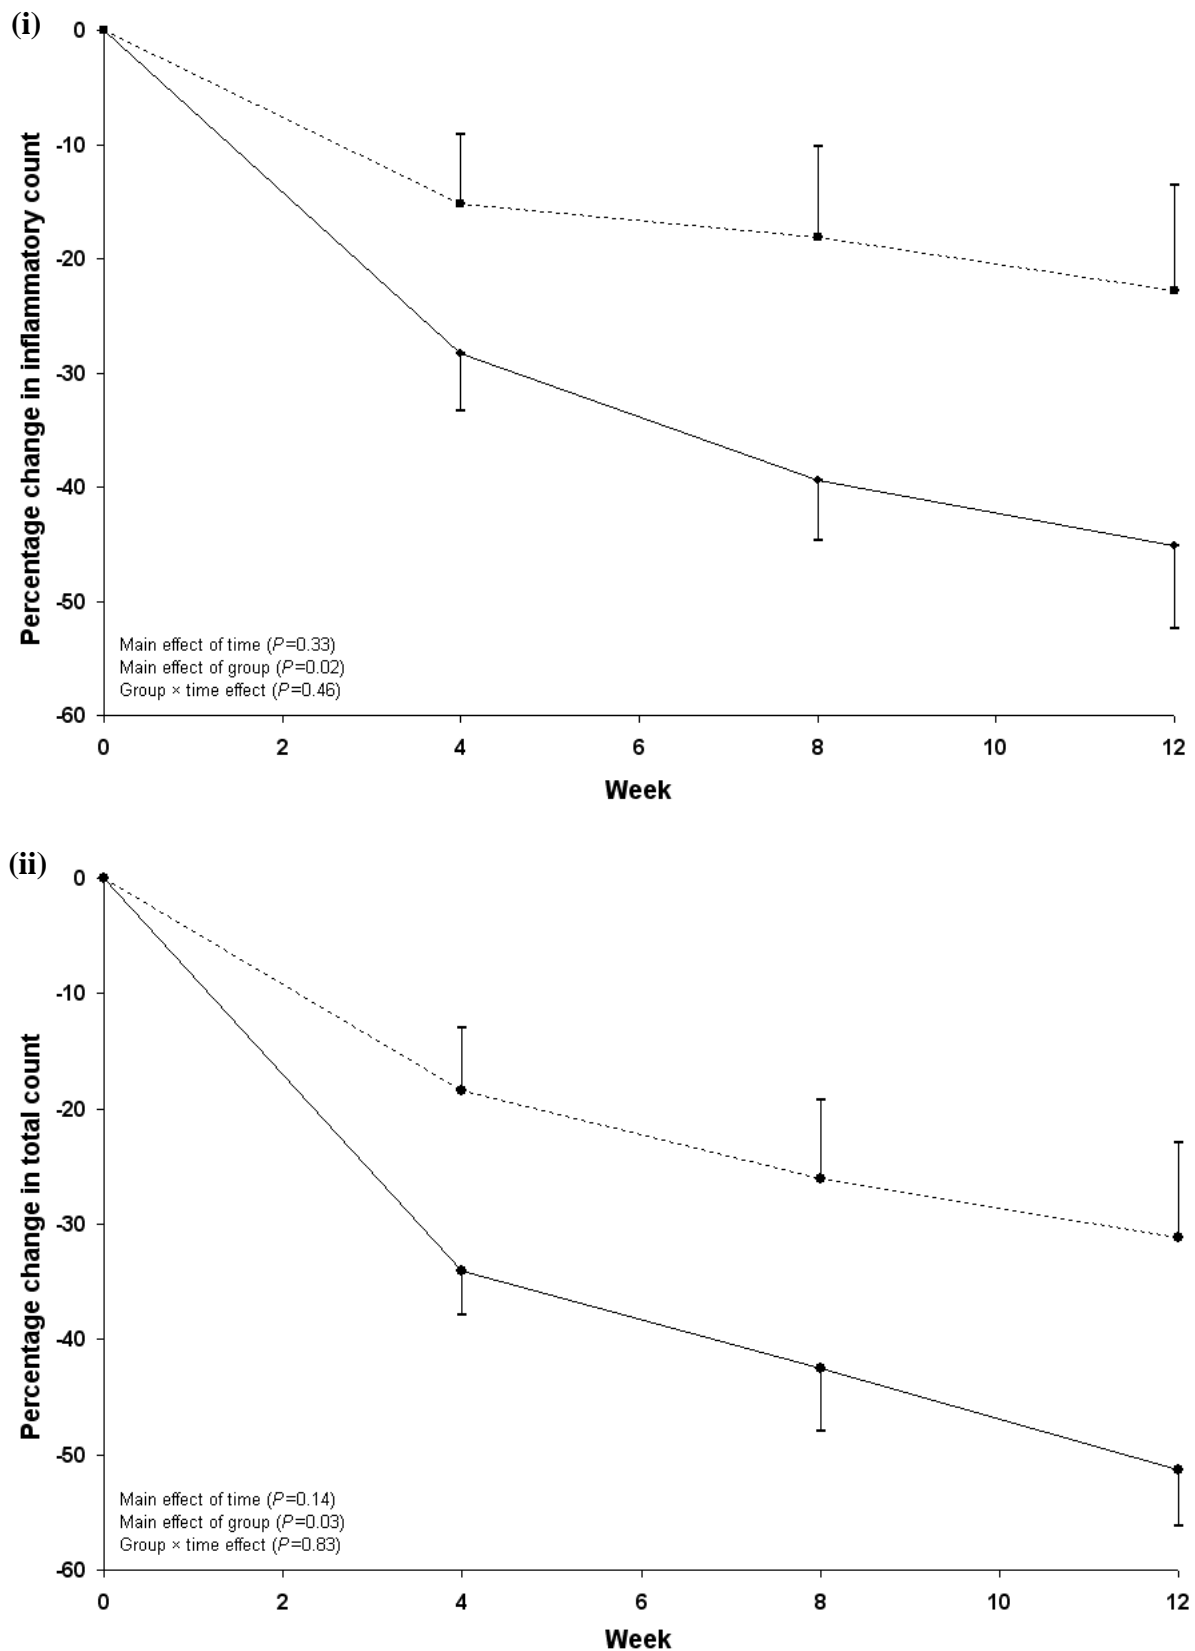 (i)
Percentage change in inflammatory count
0
-10
-20
-30
-40
-50
-60
Main effect of time (P=0.33)
Main effect of group (P=0.02)
Group × time effect (P=0.46)
0 2 4 6 8 10 12
Week
(ii)
Percentage change in total count
0
-10
-20
-30
-40
-50
-60
Main effect of time (P=0.14)
Main effect of group (P=0.03)
Group × time effect (P=0.83)
0 2 4 6 8 10 12
Week